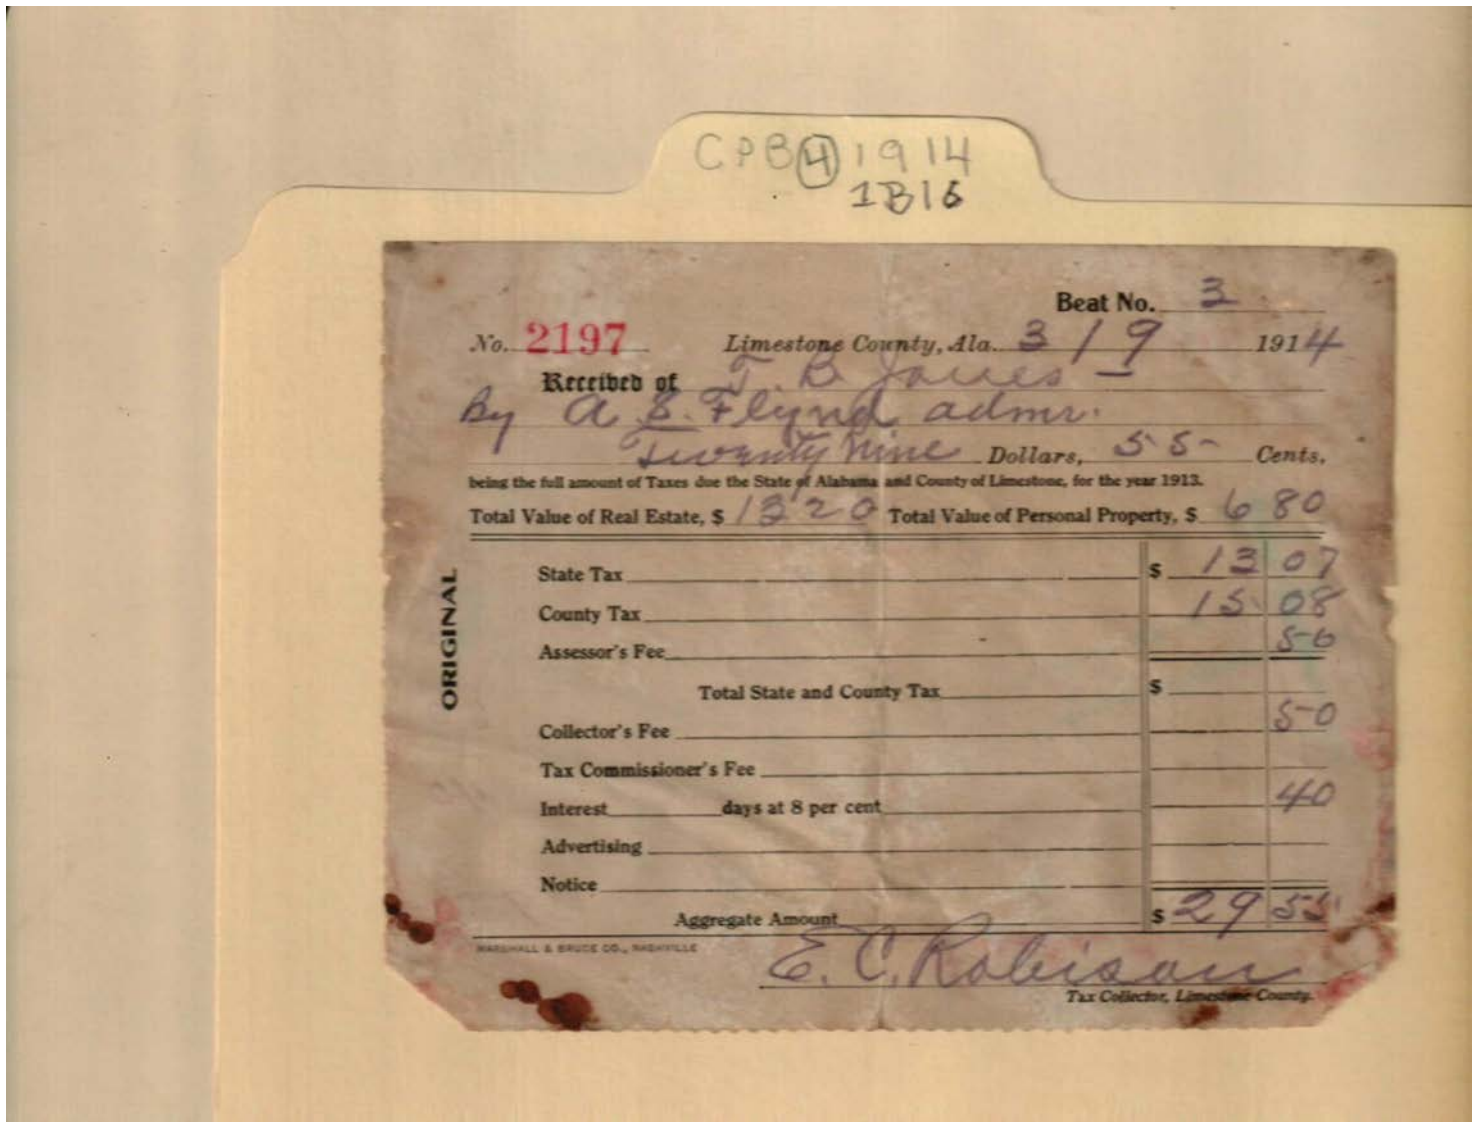 CPB 4 1914
1B16
Beat No. 3
No. 2197 Limestone County, Ala. 3/9 1914
Received of T. B Jones
By A E. Flynd admr.
Twenty nine Dollars, 55 Cents,
being the full amount of Taxes due the State of Alabama and County of Limestone, for the year 1913.
Total Value of Real Estate, $ 1320 Total Value of Personal Property, $ 680
ORIGINAL
State Tax $ 13 07
County Tax 15 08
Assessor's Fee 50
Total State and County Tax $
Collector's Fee 50
Tax Commissioner's Fee
Interest days at 8 per cent 40
Advertising
Notice
Aggregate Amount $ 29 55
MARSHALL & BRUCE CO., NASHVILLE
E. C. Robison
Tax Collector, Limestone County.